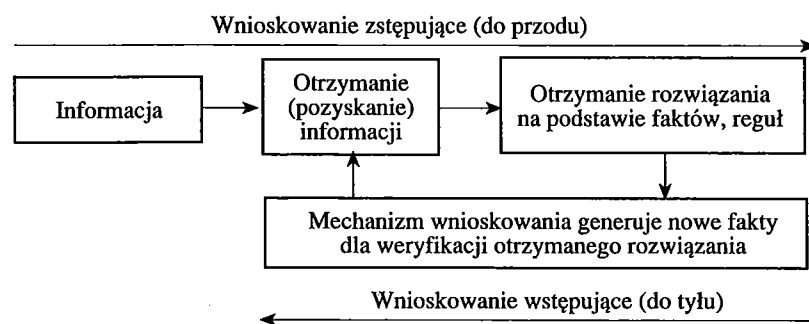 Wnioskowanie zstępujące (do przodu)
Informacja
Otrzymanie
(pozyskanie)
informacji
Otrzymanie rozwiązania
na podstawie faktów, reguł
Mechanizm wnioskowania generuje nowe fakty
dla weryfikacji otrzymanego rozwiązania
Wnioskowanie wstępujące (do tyłu)